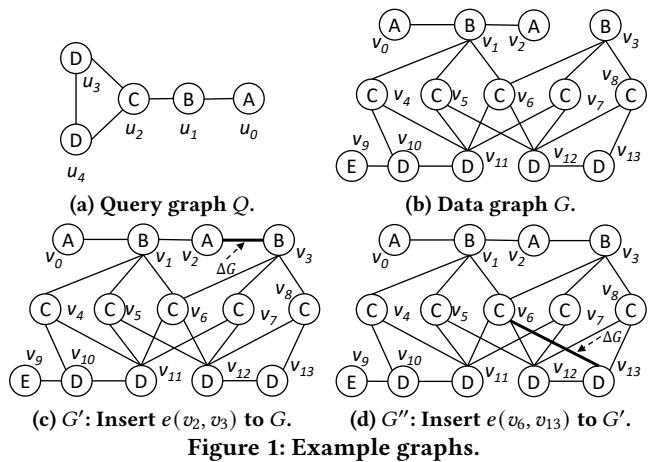 A B A B
v0 v1 v2 v3
D
u3
C B A
u2 u1 u0
D
u4
C C C C C
v4 v5 v6 v7 v8
v9 v10 v11 v12 v13
E D D D D
(a) Query graph Q.
(b) Data graph G.
A B A B
v0 v1 v2 v3
ΔG
C C C C C
v4 v5 v6 v7 v8
v9 v10 v11 v12 v13
E D D D D
A B A B
v0 v1 v2 v3
C C C C C
v4 v5 v6 v7 v8
ΔG
v9 v10 v11 v12 v13
E D D D D
(c) G′: Insert e(v2, v3) to G.
(d) G″: Insert e(v6, v13) to G′.
Figure 1: Example graphs.